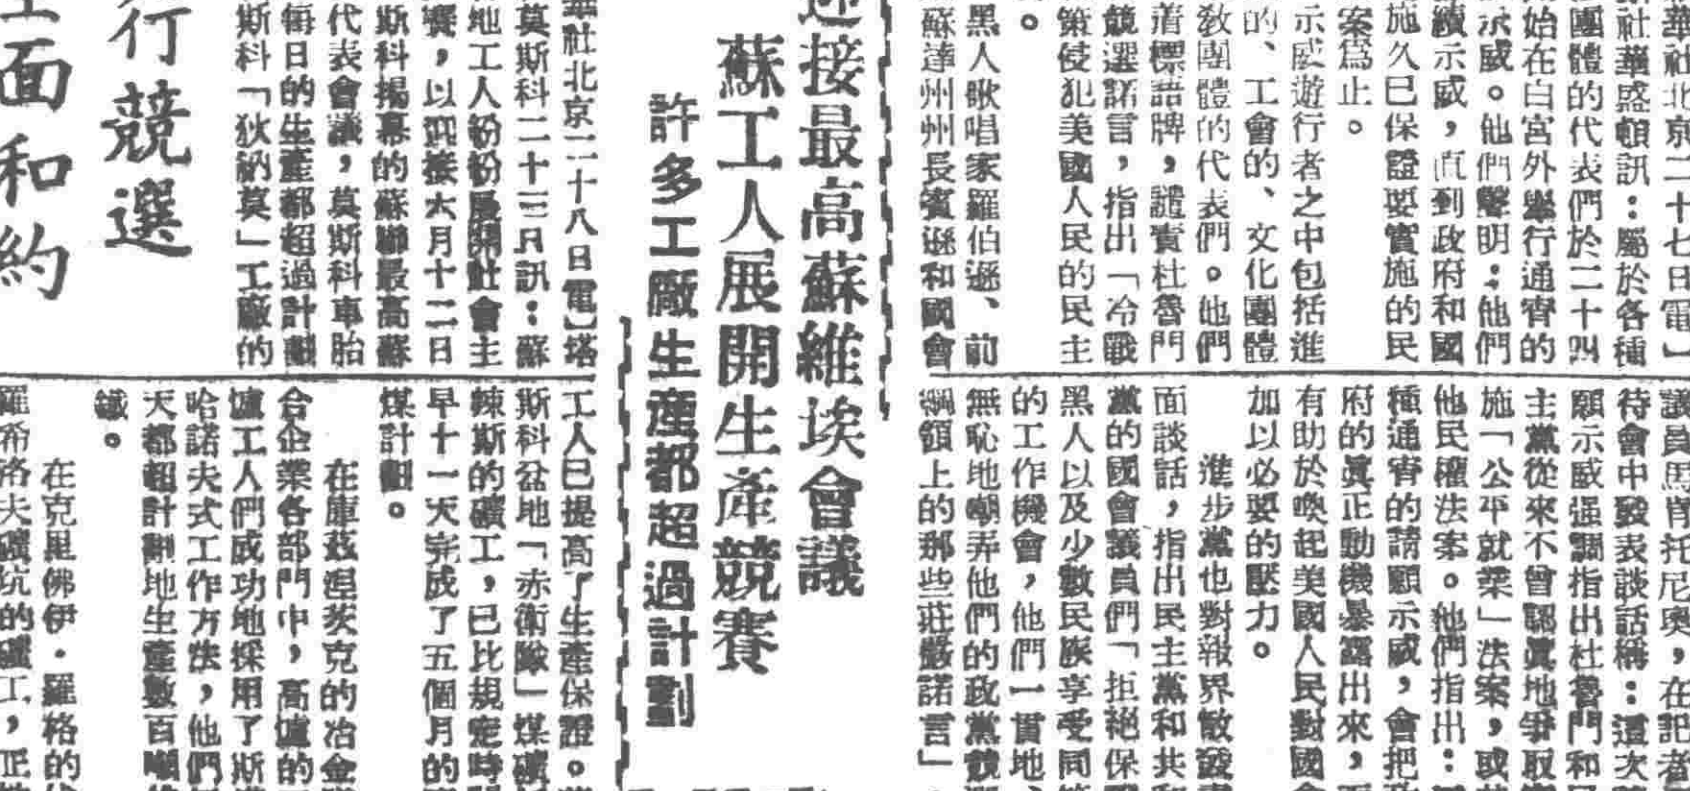 華社北京二十七日電】
社華盛頓訊：屬於各種
團體的代表們於二十四
始在白宮外舉行通宵的
示威。他們聲明：他們
續示威，直到政府和國
施久已保證要實施的民
案爲止。
示威遊行者之中包括進
的、工會的、文化團體
敎團體的代表們。他們
着標語牌，譴責杜魯門
競選諾言，指出「冷戰
策侵犯美國人民的民主
。
黑人歌唱家羅伯遜、前
蘇達州州長賓遜和國會
議員馬肯托尼奧，在記者
待會中發表談話稱：這次
願示威强調指出杜魯門和
主黨從來不曾認眞地爭取
施「公平就業」法案，或
他民權法案。他們指出：
種通宵的請願示威，會把
府的眞正動機暴露出來，
有助於喚起美國人民對國
加以必要的壓力。
進步黨也對報界散發
面談話，指出民主黨和共
黨的國會議員們「拒絕保
黑人以及少數民族享受同
的工作機會，他們一貫地、
無恥地嘲弄他們的政黨競
綱領上的那些莊嚴諾言」
迎接最高蘇維埃會議
蘇工人展開生產競賽
許多工廠生產都超過計劃
華社北京二十八日電】塔
莫斯科二十三日訊：蘇
地工人紛紛展開社會主
賽，以迎接六月十二日
斯科揭幕的蘇聯最高蘇
代表會議，莫斯科車胎
每日的生產都超過計劃
斯科「狄納莫」工廠的
工人已提高了生產保證。
斯科盆地「赤衛隊」煤礦
辣斯的礦工，已比規定時
早十一天完成了五個月的
煤計劃。
在庫茲涅茨克的冶金
合企業各部門中，高爐的
爐工人們成功地採用了斯
哈諾夫式工作方法，他們
天都超計劃地生產數百噸
鐵。
在克里佛伊·羅格的
羅希洛夫礦坑的礦工，正
行競選
面和約